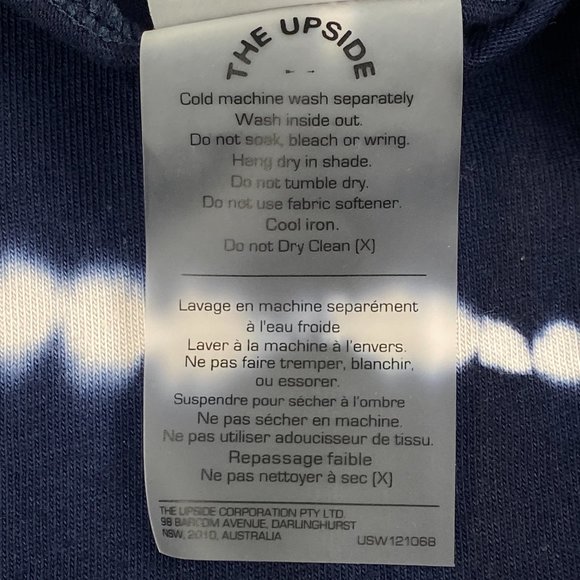 THE UPSIDE
Cold machine wash separately
Wash inside out.
Do not soak, bleach or wring.
Hang dry in shade.
Do not tumble dry.
Do not use fabric softener.
Cool iron.
Do not Dry Clean (X)
Lavage en machine separément
à l'eau froide
Laver à la machine à l'envers.
Ne pas faire tremper, blanchir,
ou essorer.
Suspendre pour sécher à l'ombre
Ne pas sécher en machine.
Ne pas utiliser adoucisseur de tissu.
Repassage faible
Ne pas nettoyer à sec (X)
THE UPSIDE CORPORATION PTY LTD.
98 BARCOM AVENUE, DARLINGHURST
NSW, 2010, AUSTRALIA
USW121068